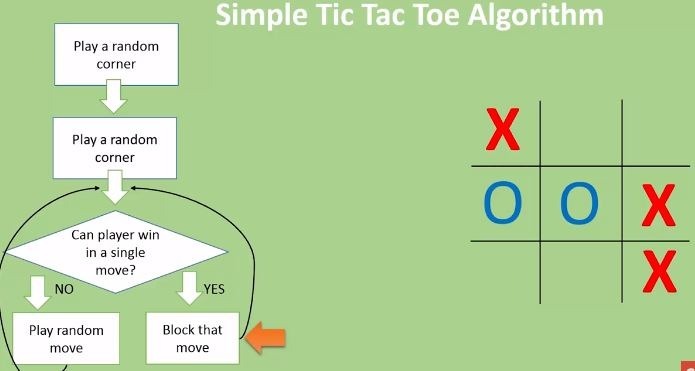 Simple Tic Tac Toe Algorithm
Play a random
corner
Play a random
corner
Can player win
in a single
move?
NO
YES
Play random
move
Block that
move
X
O O X
X